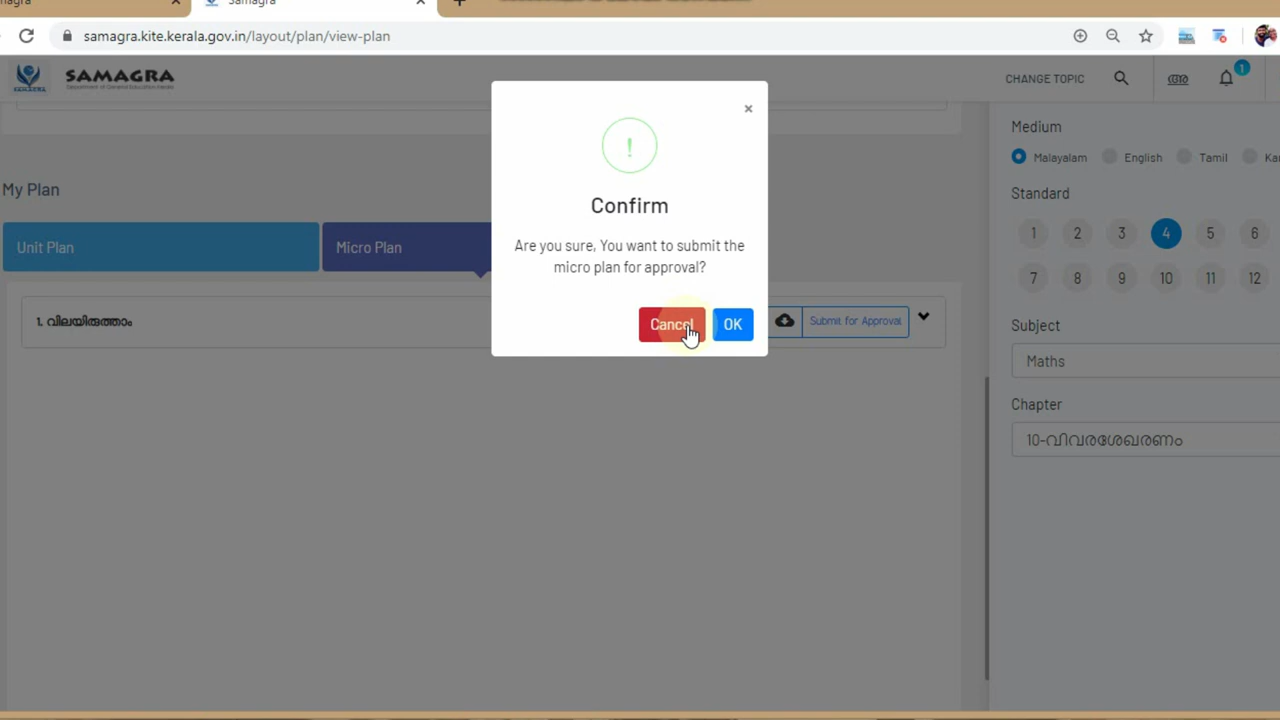 Samagra
samagra.kite.kerala.gov.in/layout/plan/view-plan
SAMAGRA
CHANGE TOPIC
അ
1
×
!
Confirm
Are you sure, You want to submit the
micro plan for approval?
Cancel
OK
My Plan
Unit Plan
Micro Plan
1. വിലയിരുത്താം
Submit for Approval
Medium
Malayalam
English
Tamil
Standard
1 2 3 4 5 6
7 8 9 10 11 12
Subject
Maths
Chapter
10-വിവരശേഖരണം